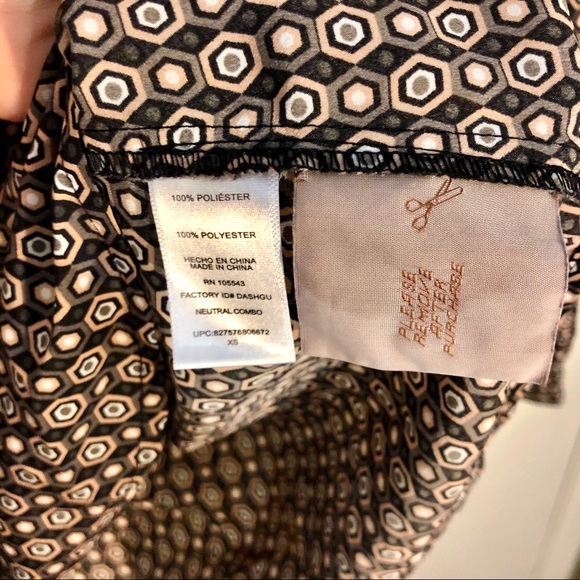 100% POLIÉSTER
100% POLYESTER
HECHO EN CHINA
MADE IN CHINA
RN 105543
FACTORY ID# DASHGU
NEUTRAL COMBO
UPC:827576806672
XS
PLEASE
REMOVE
AFTER
PURCHASE